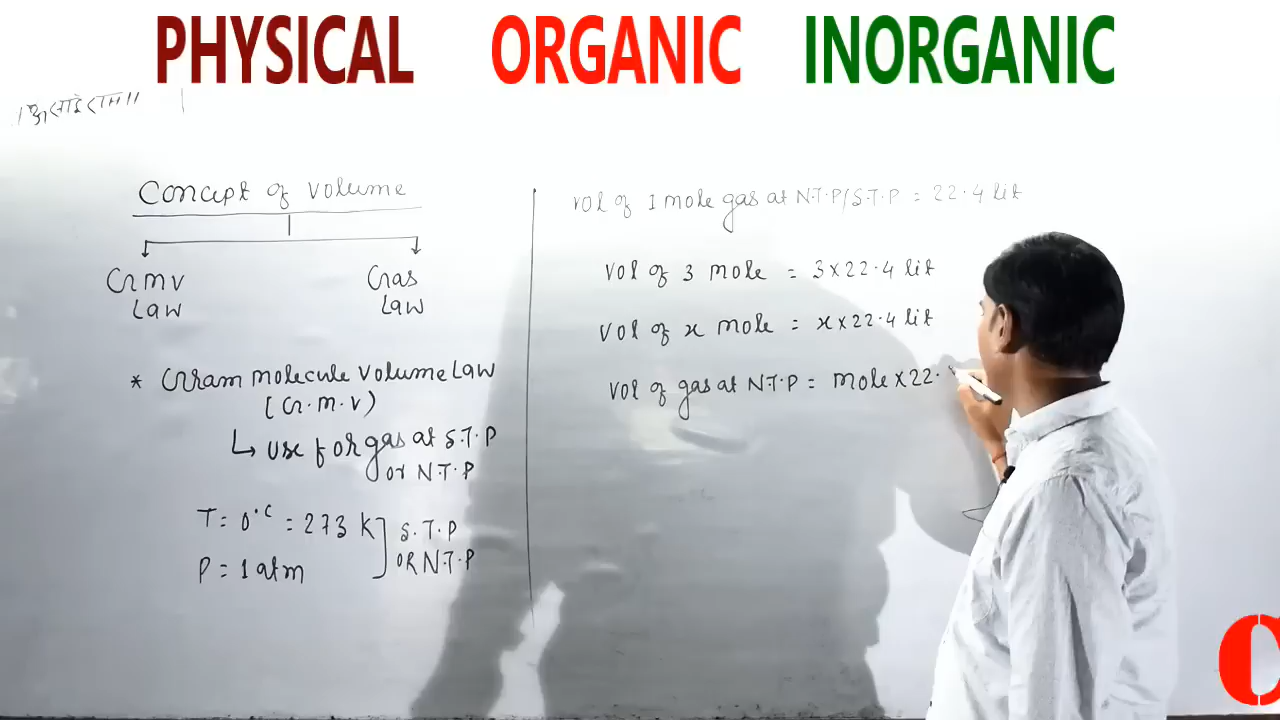 PHYSICAL ORGANIC INORGANIC
Concept of volume
Grmv Law
Gas Law
* Gram molecule volume Law
[Gr.m.v)
↳ use for gas at S.T.P
or N.T.P
T = 0°C = 273 K
P = 1 atm
S.T.P
OR N.T.P
vol of 1 mole gas at N.T.P/S.T.P = 22.4 lit
vol of 3 mole = 3×22.4 lit
vol of x mole = x×22.4 lit
vol of gas at N.T.P = mole×22.
C